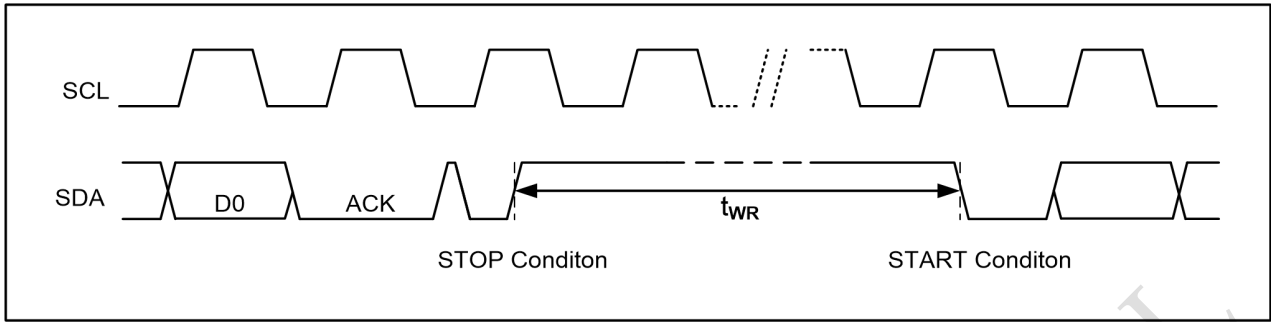 SCL
SDA
D0
ACK
tWR
STOP Conditon
START Conditon